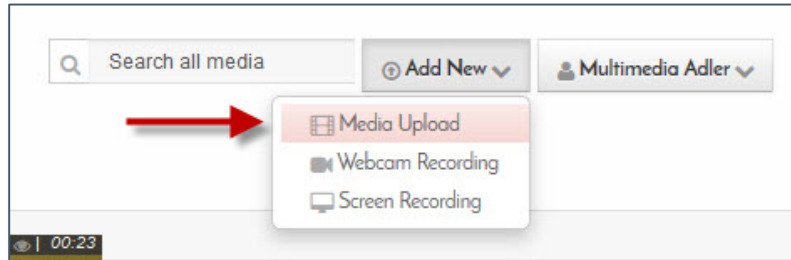 Search all media
Add New
Multimedia Adler
Media Upload
Webcam Recording
Screen Recording
| 00:23